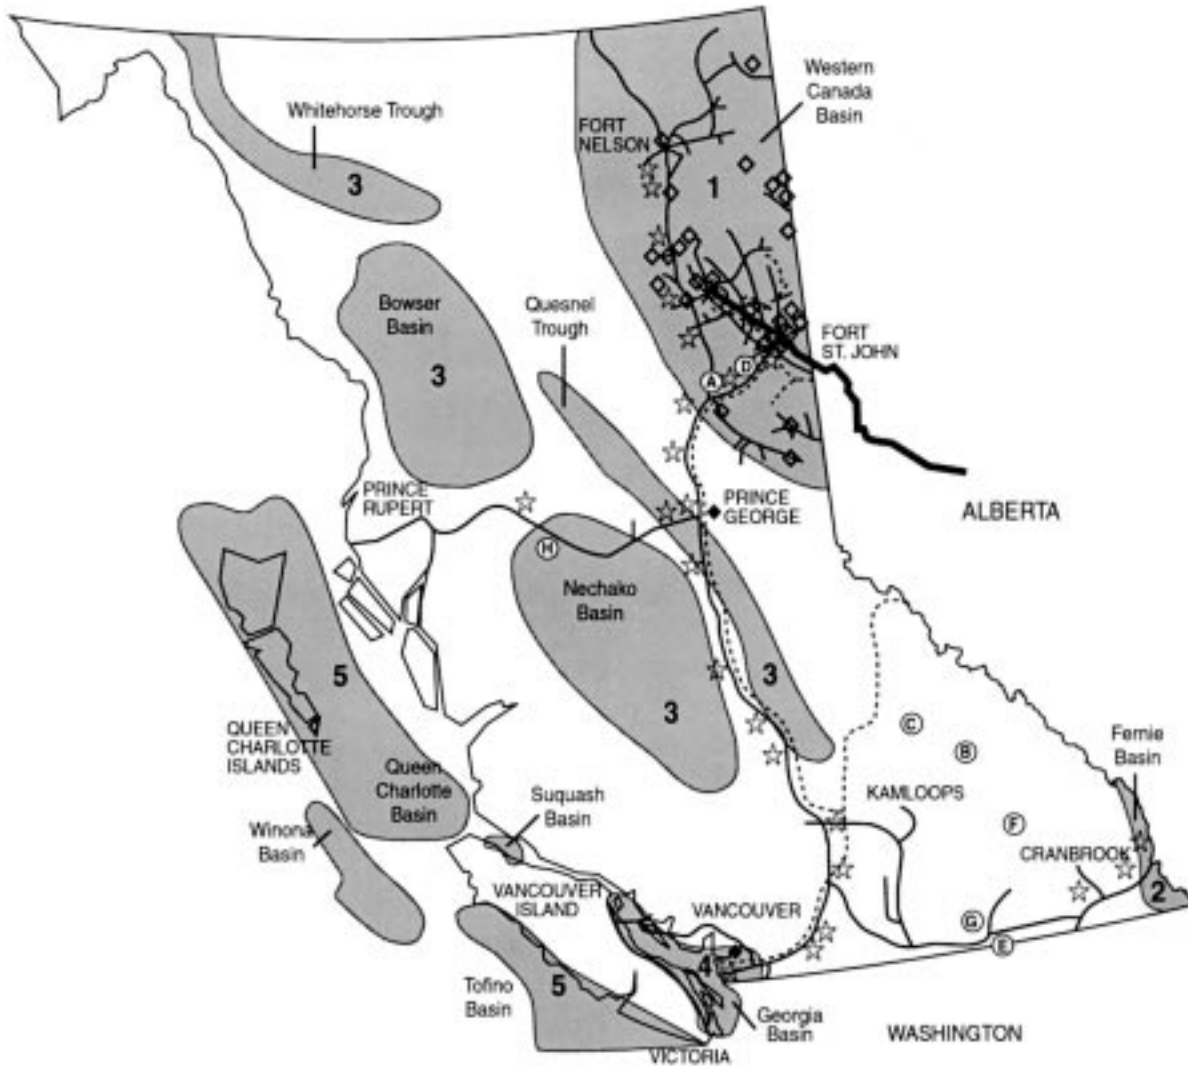 Western
Canada
Basin
Whitehorse Trough
FORT
NELSON
3
1
Bowser
Basin
Quesnel
Trough
FORT
ST. JOHN
3
A
D
PRINCE
RUPERT
PRINCE
GEORGE
ALBERTA
H
Nechako
Basin
5
3
3
QUEEN
CHARLOTTE
ISLANDS
C
B
Fernie
Basin
Queen
Charlotte
Basin
Suquash
Basin
KAMLOOPS
Winona
Basin
F
CRANBROOK
VANCOUVER
ISLAND
VANCOUVER
2
G
E
4
Tofino
Basin
5
Georgia
Basin
WASHINGTON
VICTORIA